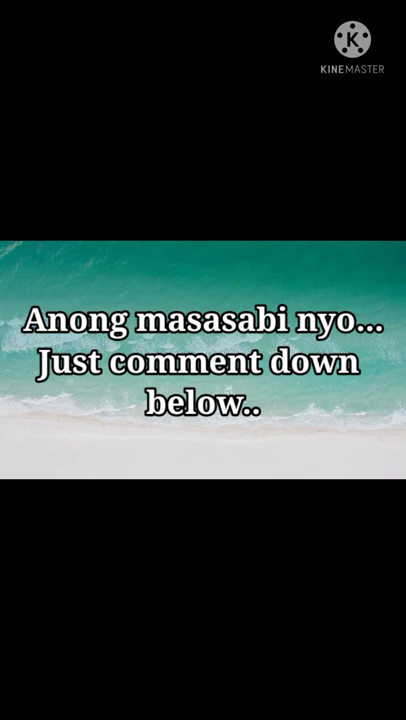 K
KINEMASTER
Anong masasabi nyo...
Just comment down
below..